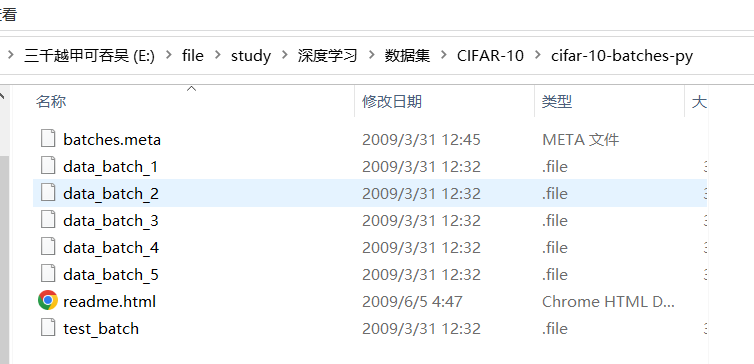 查看
三千越甲可吞吴 (E:) > file > study > 深度学习 > 数据集 > CIFAR-10 > cifar-10-batches-py
名称 修改日期 类型 大
batches.meta 2009/3/31 12:45 META 文件
data_batch_1 2009/3/31 12:32 .file 3
data_batch_2 2009/3/31 12:32 .file 3
data_batch_3 2009/3/31 12:32 .file 3
data_batch_4 2009/3/31 12:32 .file 3
data_batch_5 2009/3/31 12:32 .file 3
readme.html 2009/6/5 4:47 Chrome HTML D...
test_batch 2009/3/31 12:32 .file 3